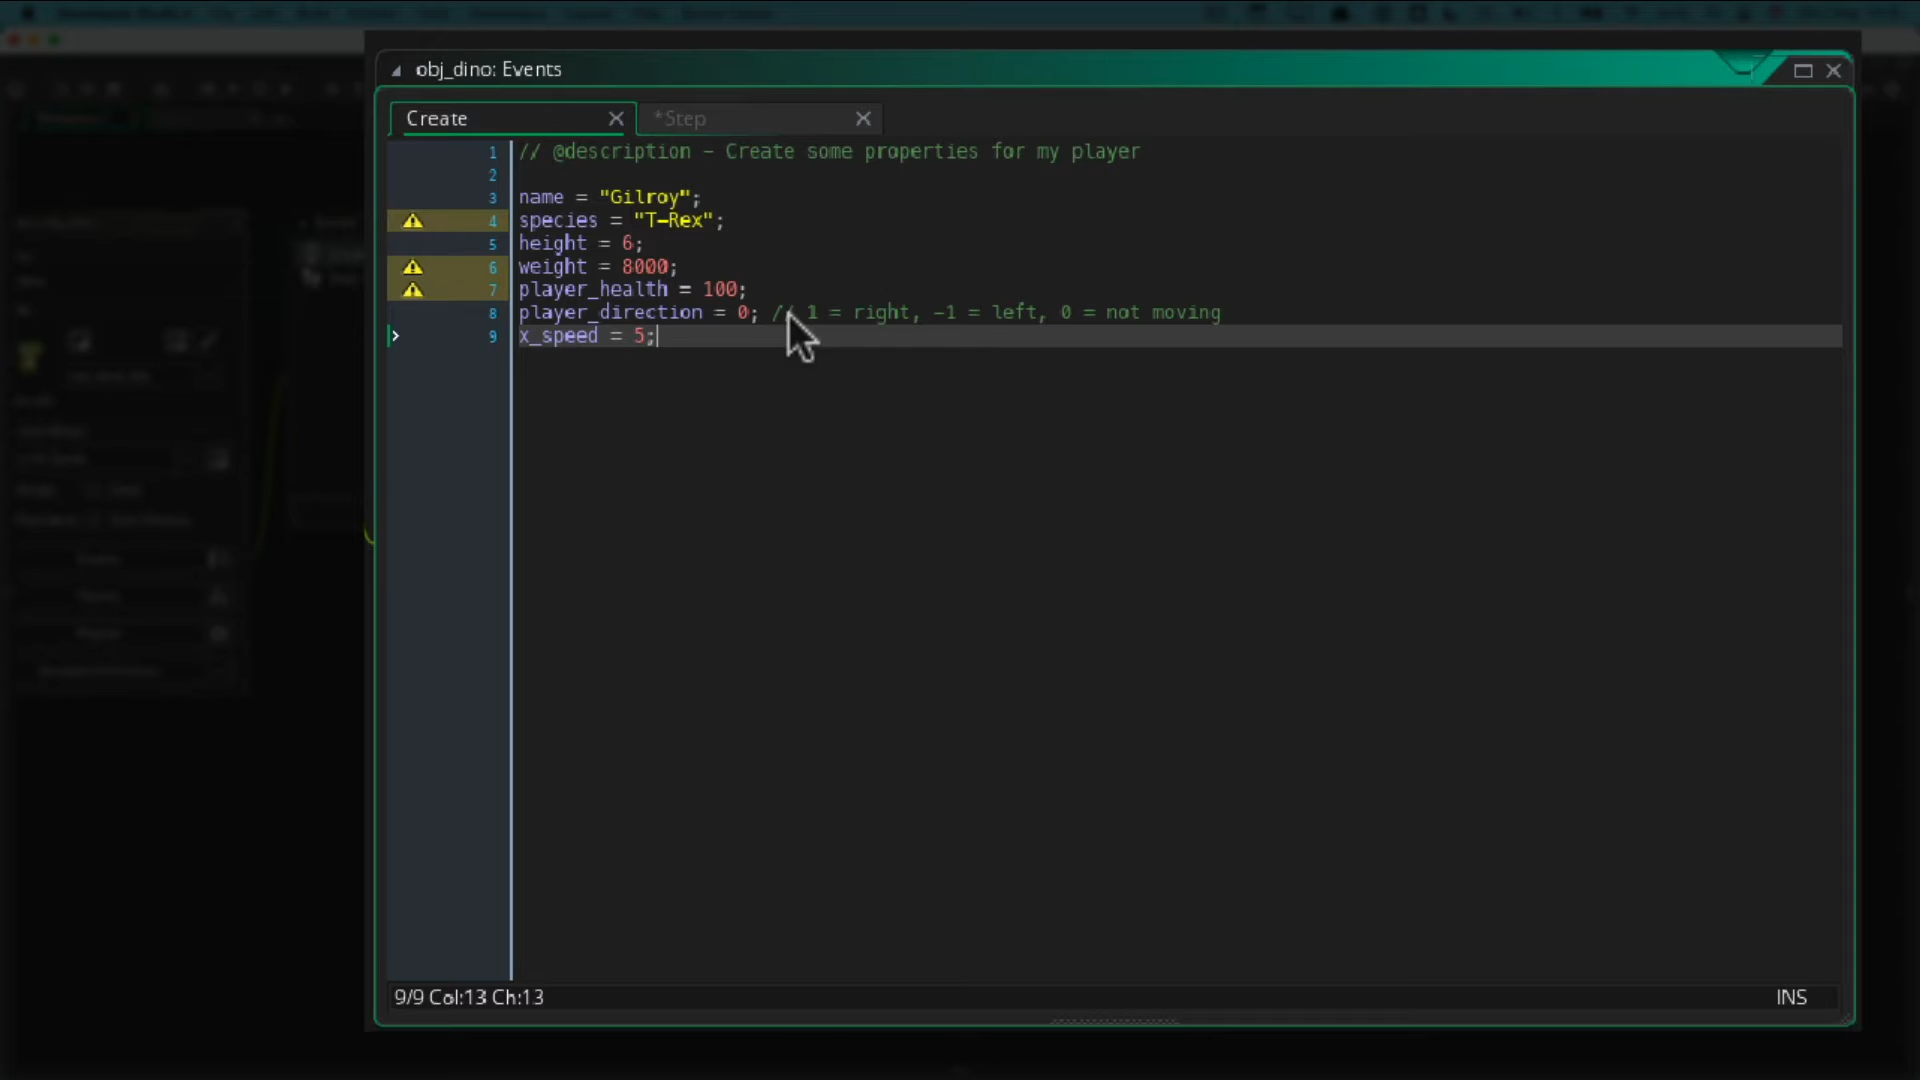 obj_dino: Events
Create
*Step
1 // @description - Create some properties for my player
2
3 name = "Gilroy";
4 species = "T-Rex";
5 height = 6;
6 weight = 8000;
7 player_health = 100;
8 player_direction = 0; // 1 = right, -1 = left, 0 = not moving
9 x_speed = 5;
9/9 Col:13 Ch:13
INS